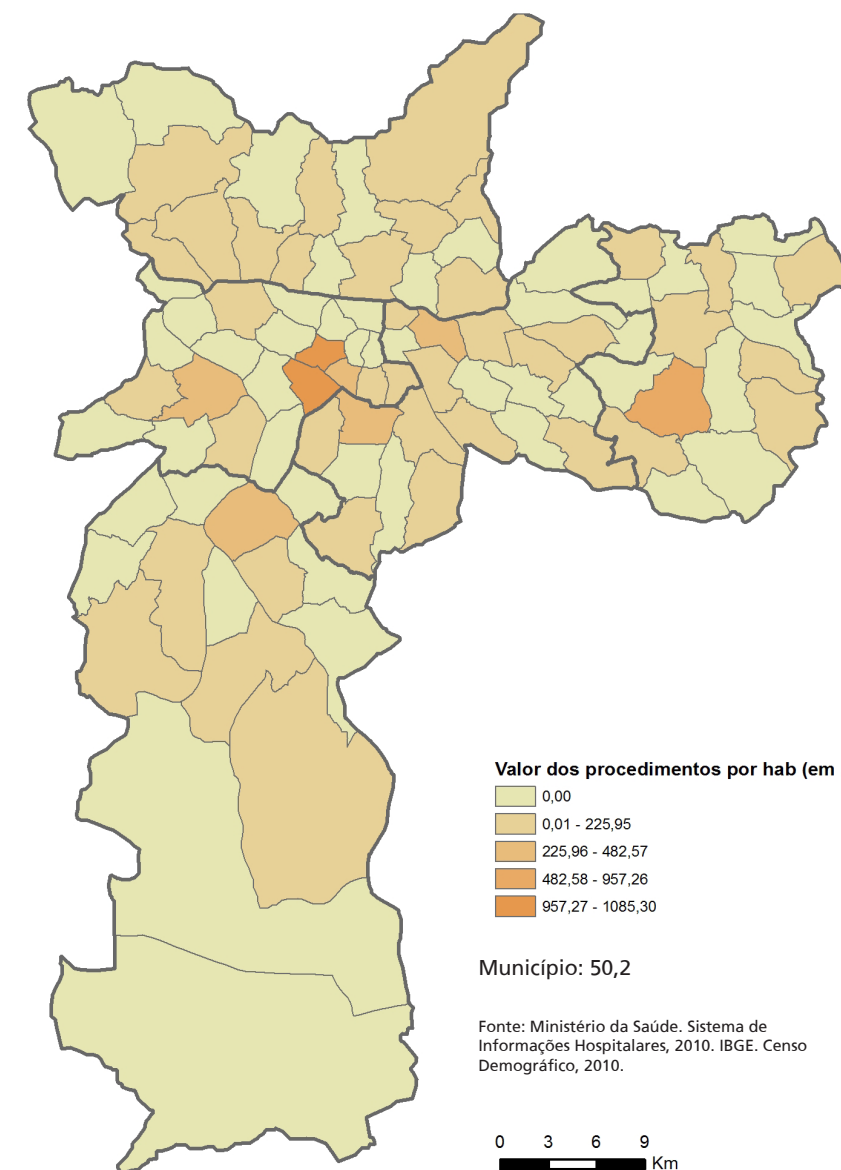 Valor dos procedimentos por hab (em
0,00
0,01 - 225,95
225,96 - 482,57
482,58 - 957,26
957,27 - 1085,30
Município: 50,2
Fonte: Ministério da Saúde. Sistema de
Informações Hospitalares, 2010. IBGE. Censo
Demográfico, 2010.
0 3 6 9
Km